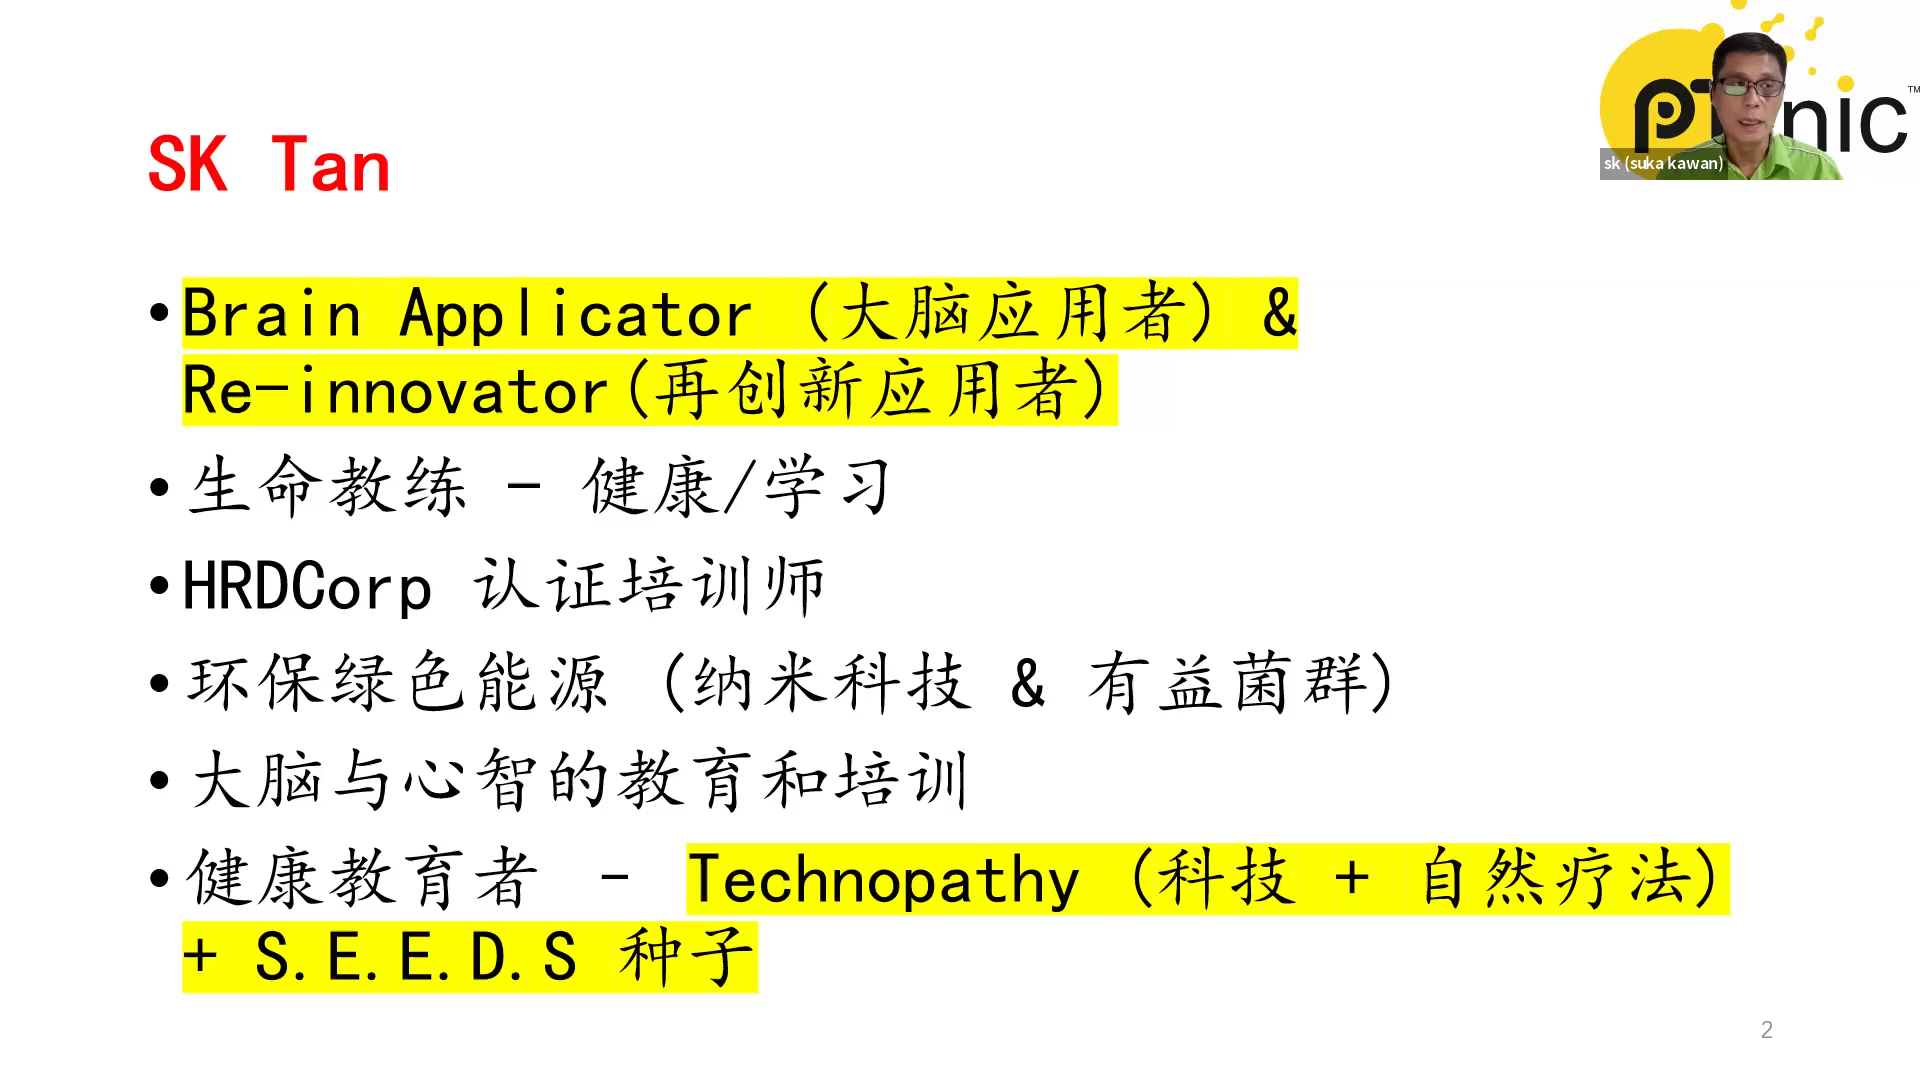 SK Tan
TM
sk (suka kawan)
• Brain Applicator (大脑应用者) &
Re-innovator(再创新应用者)
• 生命教练 - 健康/学习
• HRDCorp 认证培训师
• 环保绿色能源 (纳米科技 & 有益菌群)
• 大脑与心智的教育和培训
• 健康教育者 - Technopathy (科技 + 自然疗法)
+ S.E.E.D.S 种子
2